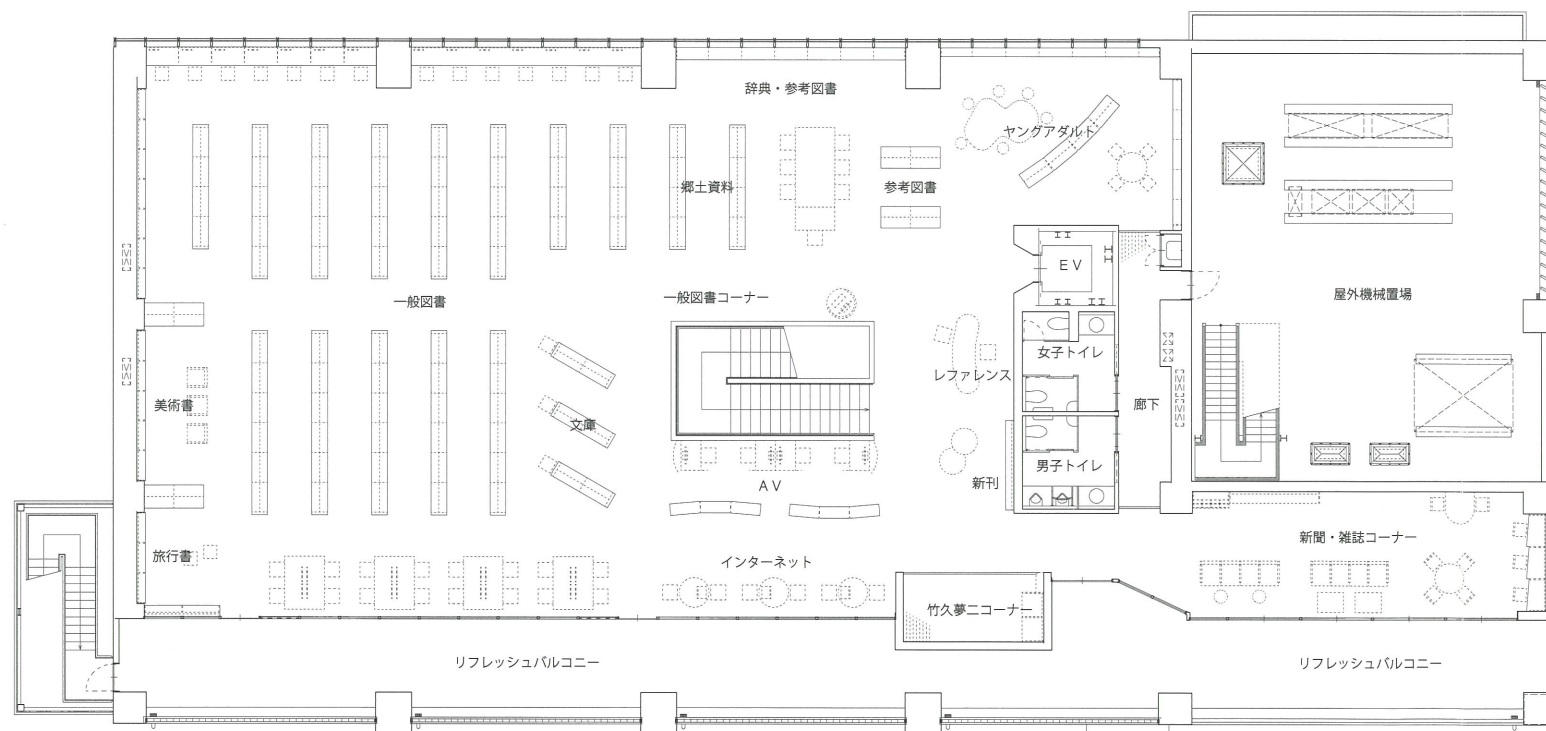 辞典・参考図書
ヤングアダルト
郷土資料
参考図書
EV
一般図書
一般図書コーナー
屋外機械置場
女子トイレ
レファレンス
廊下
美術書
文庫
男子トイレ
新刊
AV
新聞・雑誌コーナー
旅行書
インターネット
竹久夢二コーナー
リフレッシュバルコニー
リフレッシュバルコニー